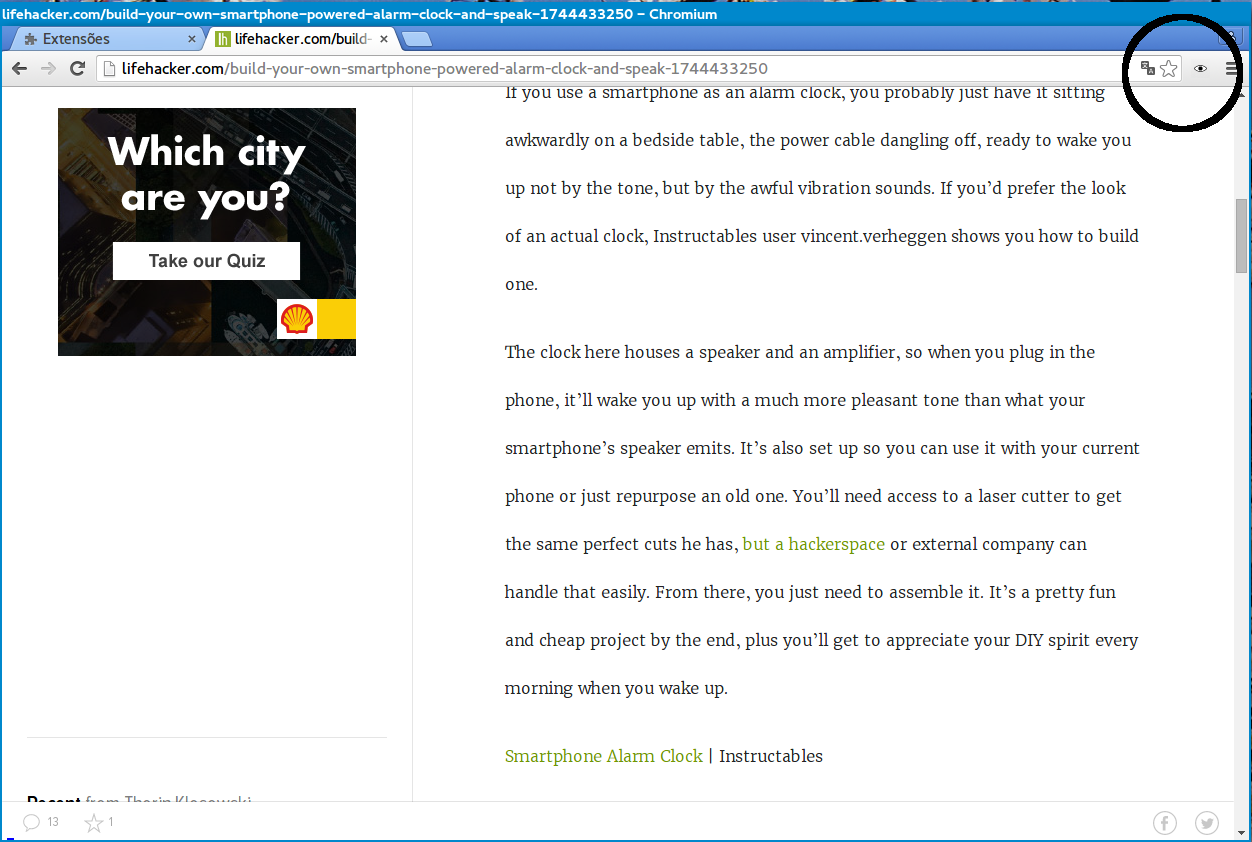 lifehacker.com/build-your-own-smartphone-powered-alarm-clock-and-speak-1744433250 – Chromium
Extensões
lifehacker.com/build-
lifehacker.com/build-your-own-smartphone-powered-alarm-clock-and-speak-1744433250
Which city
are you?
Take our Quiz
If you use a smartphone as an alarm clock, you probably just have it sitting
awkwardly on a bedside table, the power cable dangling off, ready to wake you
up not by the tone, but by the awful vibration sounds. If you’d prefer the look
of an actual clock, Instructables user vincent.verheggen shows you how to build
one.
The clock here houses a speaker and an amplifier, so when you plug in the
phone, it’ll wake you up with a much more pleasant tone than what your
smartphone’s speaker emits. It’s also set up so you can use it with your current
phone or just repurpose an old one. You’ll need access to a laser cutter to get
the same perfect cuts he has, but a hackerspace or external company can
handle that easily. From there, you just need to assemble it. It’s a pretty fun
and cheap project by the end, plus you’ll get to appreciate your DIY spirit every
morning when you wake up.
Smartphone Alarm Clock | Instructables
Recent from Thorin Klosowski
13
1